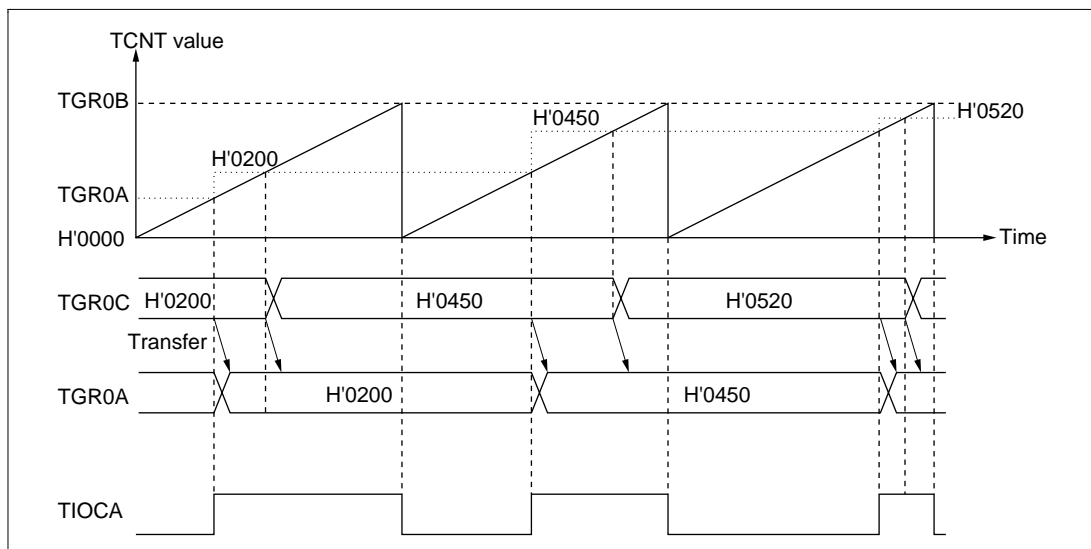 TCNT value
TGR0B
H'0520
H'0450
H'0200
TGR0A
H'0000
Time
TGR0C
H'0200
H'0450
H'0520
Transfer
TGR0A
H'0200
H'0450
TIOCA